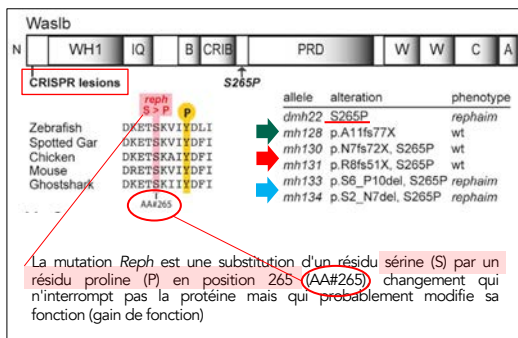 Waslb
N WH1 IQ B CRIB PRD W W C A
CRISPR lesions
S265P
reph
S > P
P
Zebrafish DKETSKVIYDLI
Spotted Gar DKETSKVIYDFI
Chicken DKETSKAIYDFI
Mouse DRETSKVIYDFI
Ghostshark DKETSKIIYDFI
AA#265
allele alteration phenotype
dmh22 S265P rephaim
mh128 p.A11fs77X wt
mh130 p.N7fs72X, S265P wt
mh131 p.R8fs51X, S265P wt
mh133 p.S6_P10del, S265P rephaim
mh134 p.S2_N7del, S265P rephaim
La mutation Reph est une substitution d'un résidu sérine (S) par un
résidu proline (P) en position 265 (AA#265) changement qui
n'interrompt pas la protéine mais qui probablement modifie sa
fonction (gain de fonction)